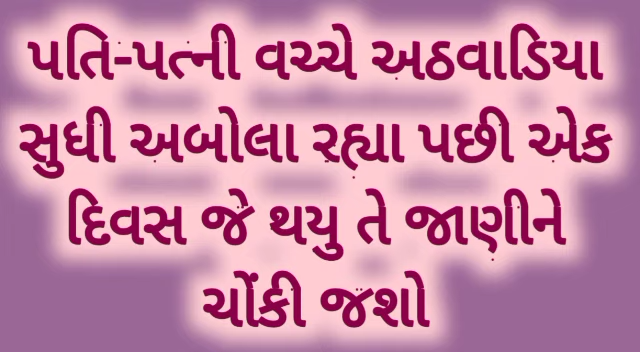 પતિ-પત્ની વચ્ચે અઠવાડિયા
સુધી અબોલા રહ્યા પછી એક
દિવસ જે થયુ તે જાણીને
ચોંકી જશો